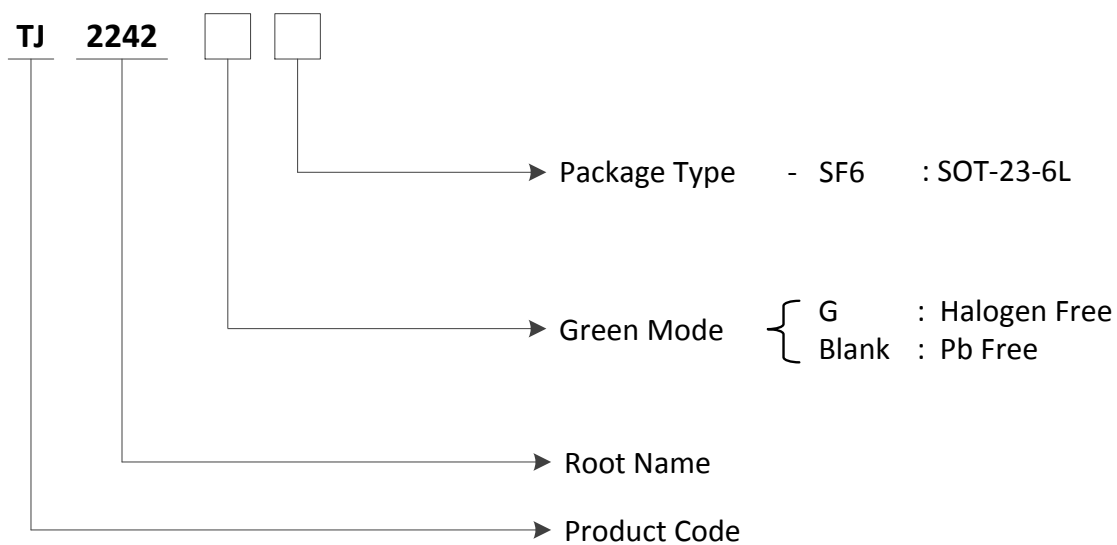 TJ 2242
Package Type - SF6 : SOT-23-6L
Green Mode { G : Halogen Free
Blank : Pb Free
Root Name
Product Code